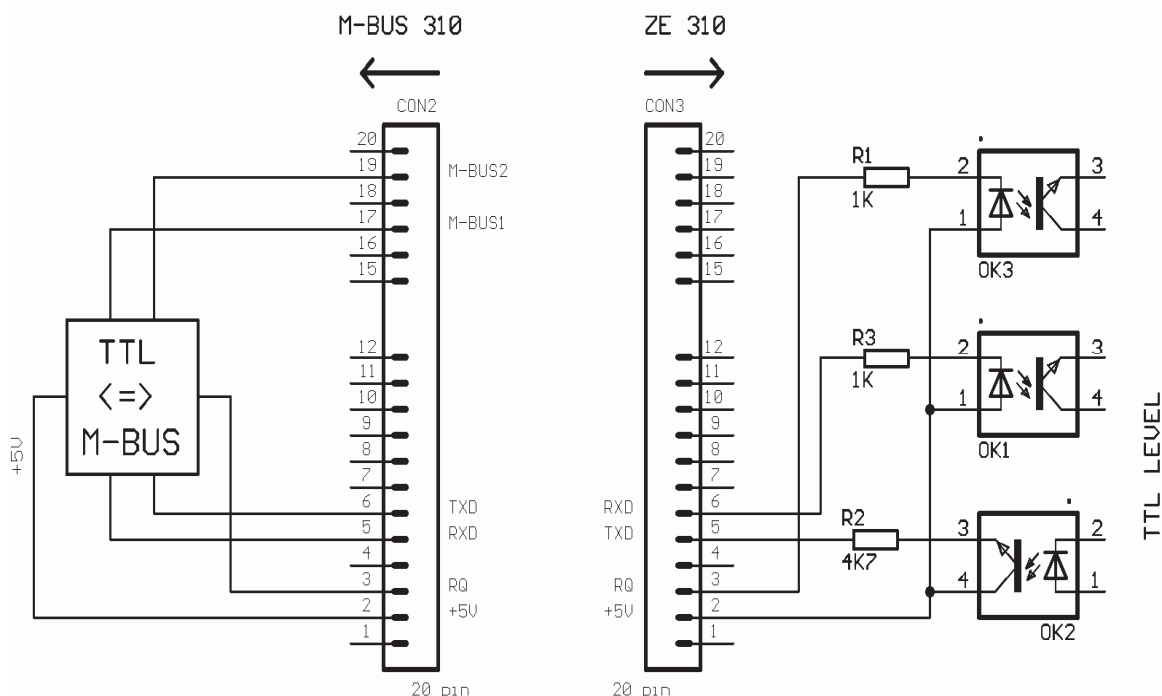 M-BUS 310
ZE 310
CON2
CON3
20
19
18
17
16
15
12
11
10
9
8
7
6
5
4
3
2
1
M-BUS2
M-BUS1
TXD
RXD
RQ
+5V
20 pin
TTL
<=>
M-BUS
+5V
20
19
18
17
16
15
12
11
10
9
8
7
6
5
4
3
2
1
RXD
TXD
RQ
+5V
20 pin
R1
1K
2
1
3
4
OK3
R3
1K
2
1
3
4
OK1
R2
4K7
3
4
2
1
OK2
TTL LEVEL